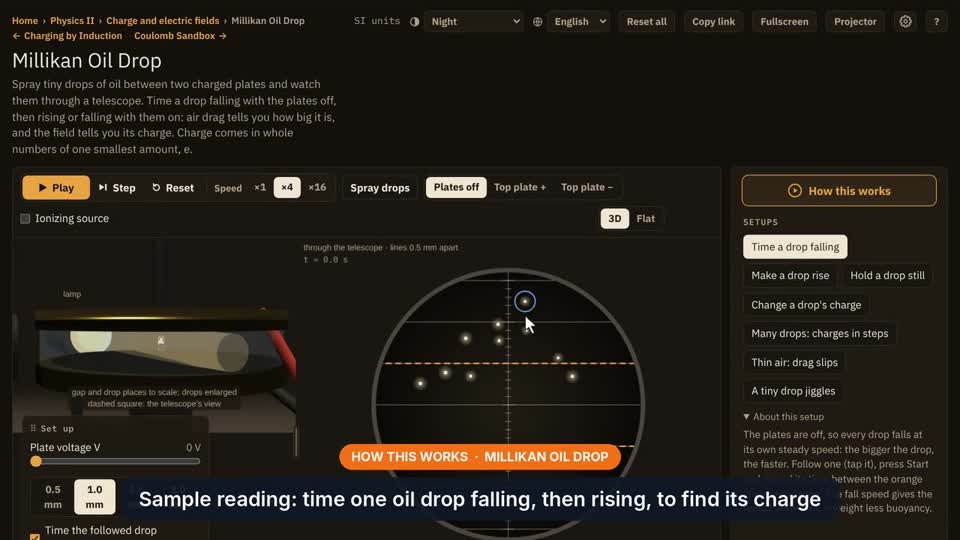 Home › Physics II › Charge and electric fields › Millikan Oil Drop
← Charging by Induction Coulomb Sandbox →
SI units Night English Reset all Copy link Fullscreen Projector ?
Millikan Oil Drop
Spray tiny drops of oil between two charged plates and watch
them through a telescope. Time a drop falling with the plates off,
then rising or falling with them on: air drag tells you how big it is,
and the field tells you its charge. Charge comes in whole
numbers of one smallest amount, e.
Play Step Reset Speed ×1 ×4 ×16 Spray drops Plates off Top plate + Top plate −
Ionizing source
3D Flat
through the telescope · lines 0.5 mm apart
t = 0.0 s
lamp
gap and drop places to scale; drops enlarged
dashed square: the telescope's view
Set up
Plate voltage V 0 V
0.5 mm
1.0 mm
Time the followed drop
How this works
SETUPS
Time a drop falling
Make a drop rise Hold a drop still
Change a drop's charge
Many drops: charges in steps
Thin air: drag slips
A tiny drop jiggles
About this setup
The plates are off, so every drop falls at
its own steady speed: the bigger the drop,
the faster. Follow one (tap it), press Start
between the orange
fall speed gives the
weight less buoyancy.
HOW THIS WORKS · MILLIKAN OIL DROP
Sample reading: time one oil drop falling, then rising, to find its charge